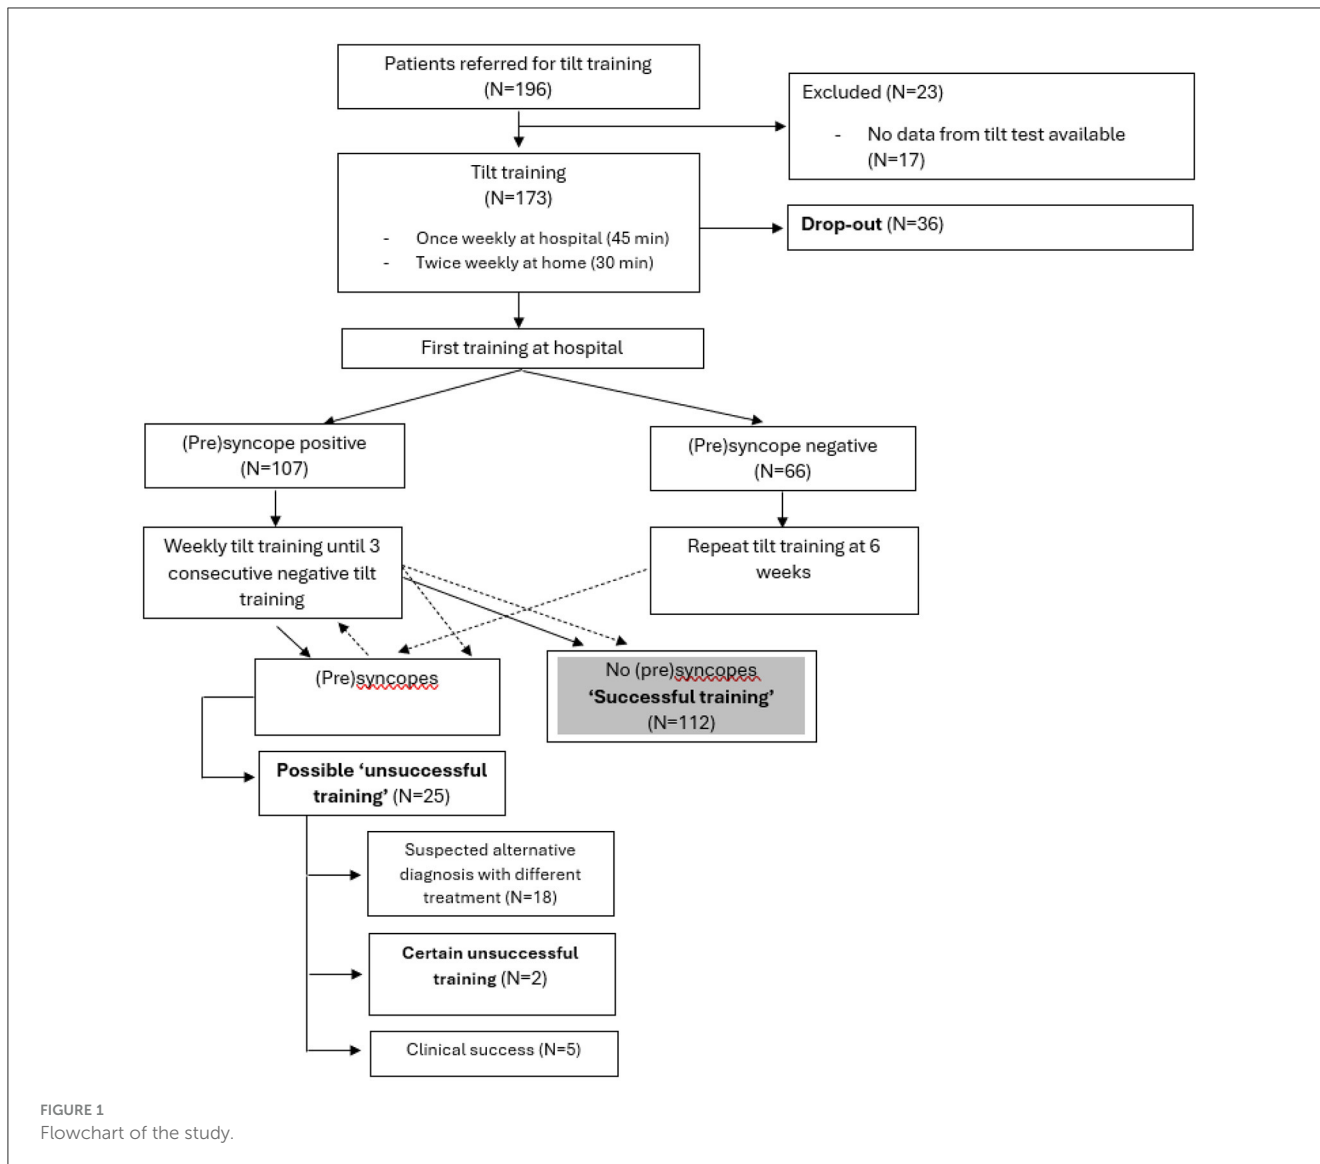 Patients referred for tilt training
(N=196)
Excluded (N=23)
- No data from tilt test available
(N=17)
Tilt training
(N=173)
- Once weekly at hospital (45 min)
- Twice weekly at home (30 min)
Drop-out (N=36)
First training at hospital
(Pre)syncope positive
(N=107)
(Pre)syncope negative
(N=66)
Weekly tilt training until 3
consecutive negative tilt
training
Repeat tilt training at 6
weeks
(Pre)syncopes
No (pre)syncopes
‘Successful training’
(N=112)
Possible ‘unsuccessful
training’ (N=25)
Suspected alternative
diagnosis with different
treatment (N=18)
Certain unsuccessful
training (N=2)
Clinical success (N=5)
FIGURE 1
Flowchart of the study.